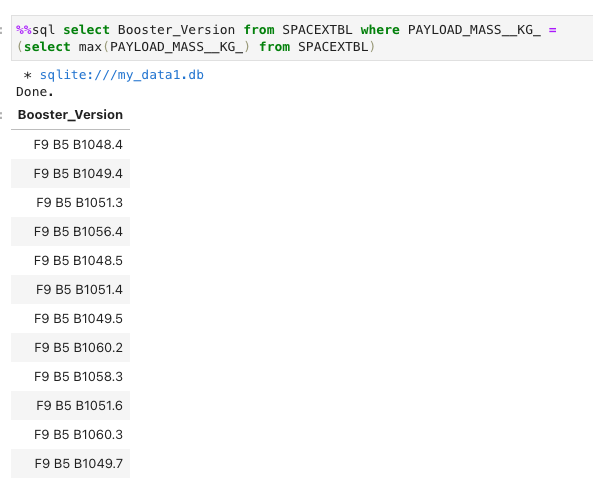 %%sql select Booster_Version from SPACEXTBL where PAYLOAD_MASS__KG_ =
(select max(PAYLOAD_MASS__KG_) from SPACEXTBL)
* sqlite:///my_data1.db
Done.
Booster_Version
F9 B5 B1048.4
F9 B5 B1049.4
F9 B5 B1051.3
F9 B5 B1056.4
F9 B5 B1048.5
F9 B5 B1051.4
F9 B5 B1049.5
F9 B5 B1060.2
F9 B5 B1058.3
F9 B5 B1051.6
F9 B5 B1060.3
F9 B5 B1049.7